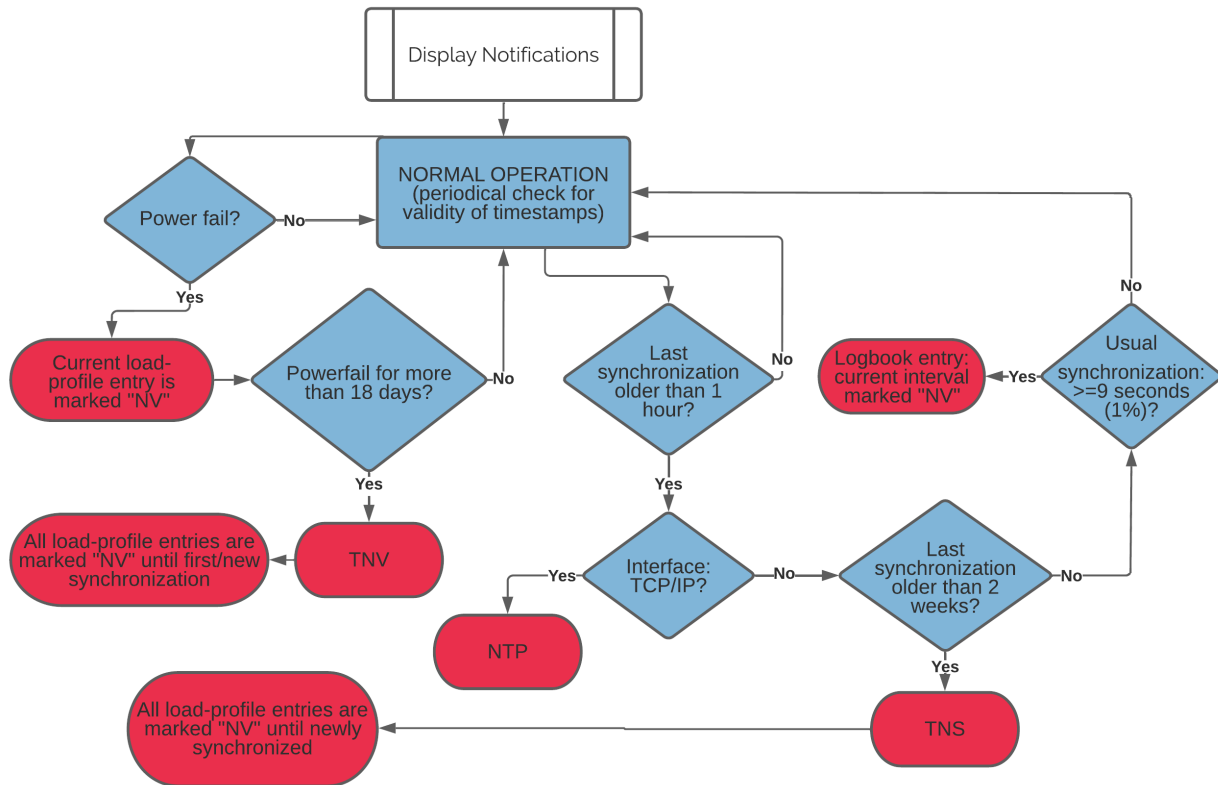 Display Notifications
NORMAL OPERATION
(periodical check for
validity of timestamps)
Power fail?
No
Yes
Current load-
profile entry is
marked "NV"
Powerfail for more
than 18 days?
No
Yes
TNV
All load-profile entries are
marked "NV" until first/new
synchronization
Last
synchronization
older than 1
hour?
No
Yes
Interface:
TCP/IP?
Yes
NTP
No
Last
synchronization
older than 2
weeks?
No
Yes
TNS
All load-profile entries are
marked "NV" until newly
synchronized
Usual
synchronization:
>=9 seconds
(1%)?
No
Yes
Logbook entry:
current interval
marked "NV"